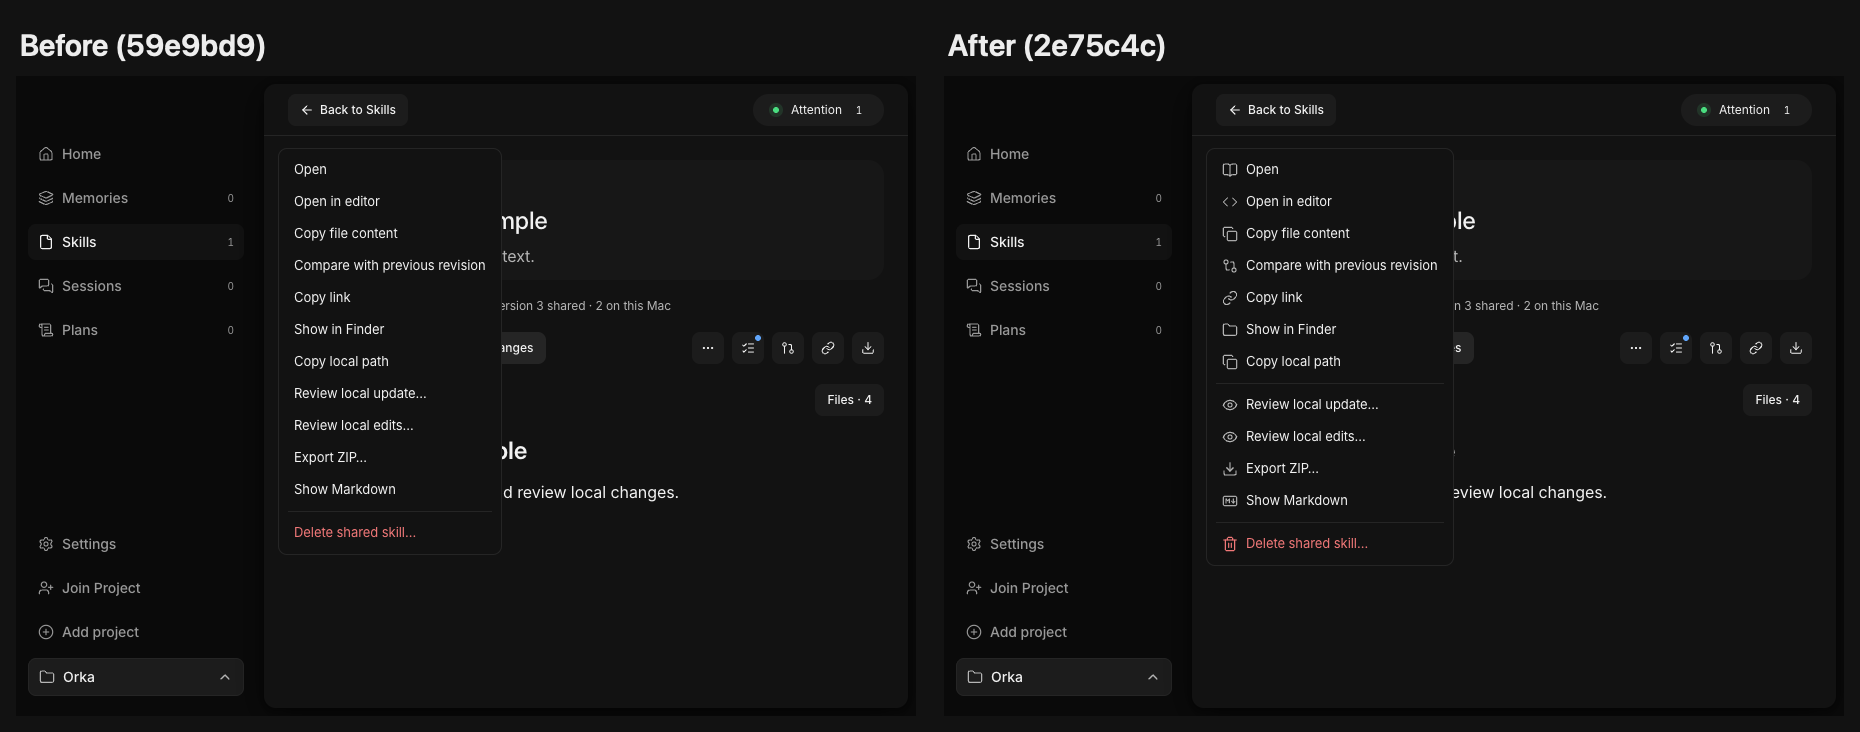 Before (59e9bd9)
Back to Skills
Attention 1
Home
Memories 0
Skills 1
Sessions 0
Plans 0
Settings
Join Project
Add project
Orka
Open
Open in editor
Copy file content
Compare with previous revision
Copy link
Show in Finder
Copy local path
Review local update...
Review local edits...
Export ZIP...
Show Markdown
Delete shared skill...
text.
3 shared · 2 on this Mac
Files · 4
review local changes.
After (2e75c4c)
Back to Skills
Attention 1
Home
Memories 0
Skills 1
Sessions 0
Plans 0
Settings
Join Project
Add project
Orka
Open
Open in editor
Copy file content
Compare with previous revision
Copy link
Show in Finder
Copy local path
Review local update...
Review local edits...
Export ZIP...
Show Markdown
Delete shared skill...
3 shared · 2 on this Mac
Files · 4
local changes.